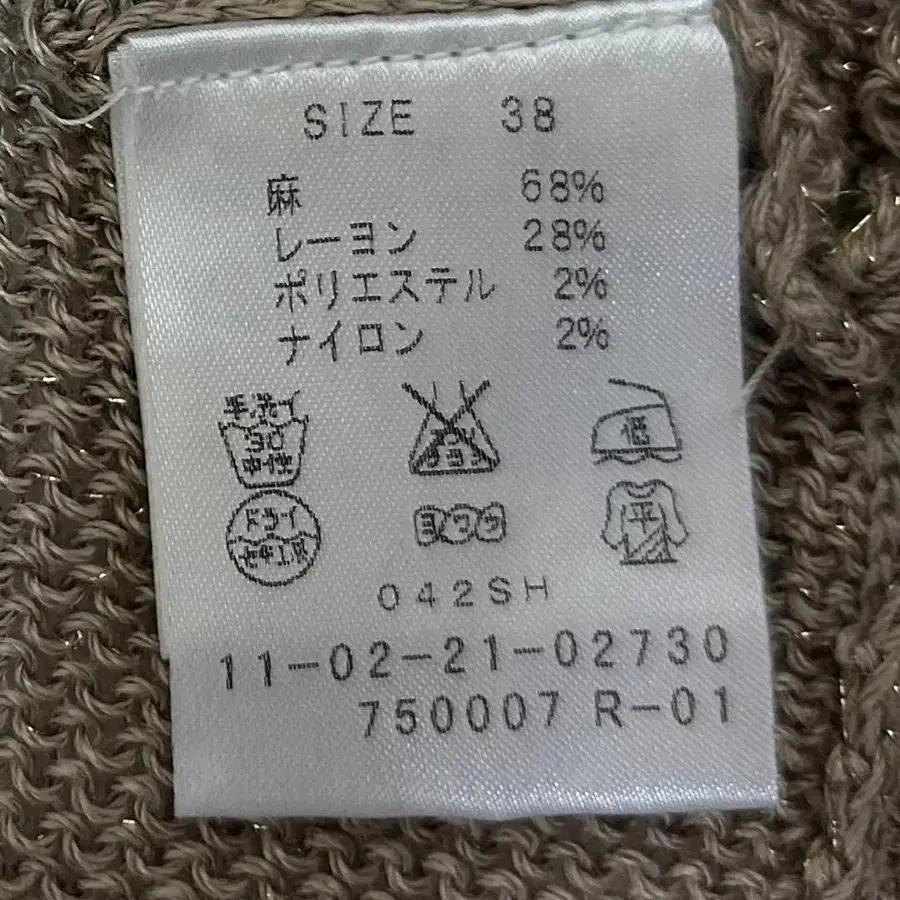 SIZE 38
麻 68%
レーヨン 28%
ポリエステル 2%
ナイロン 2%
手洗イ
30
中性
低
ドライ
セキユ系
ヨワク
平
042SH
11-02-21-02730
750007 R-01